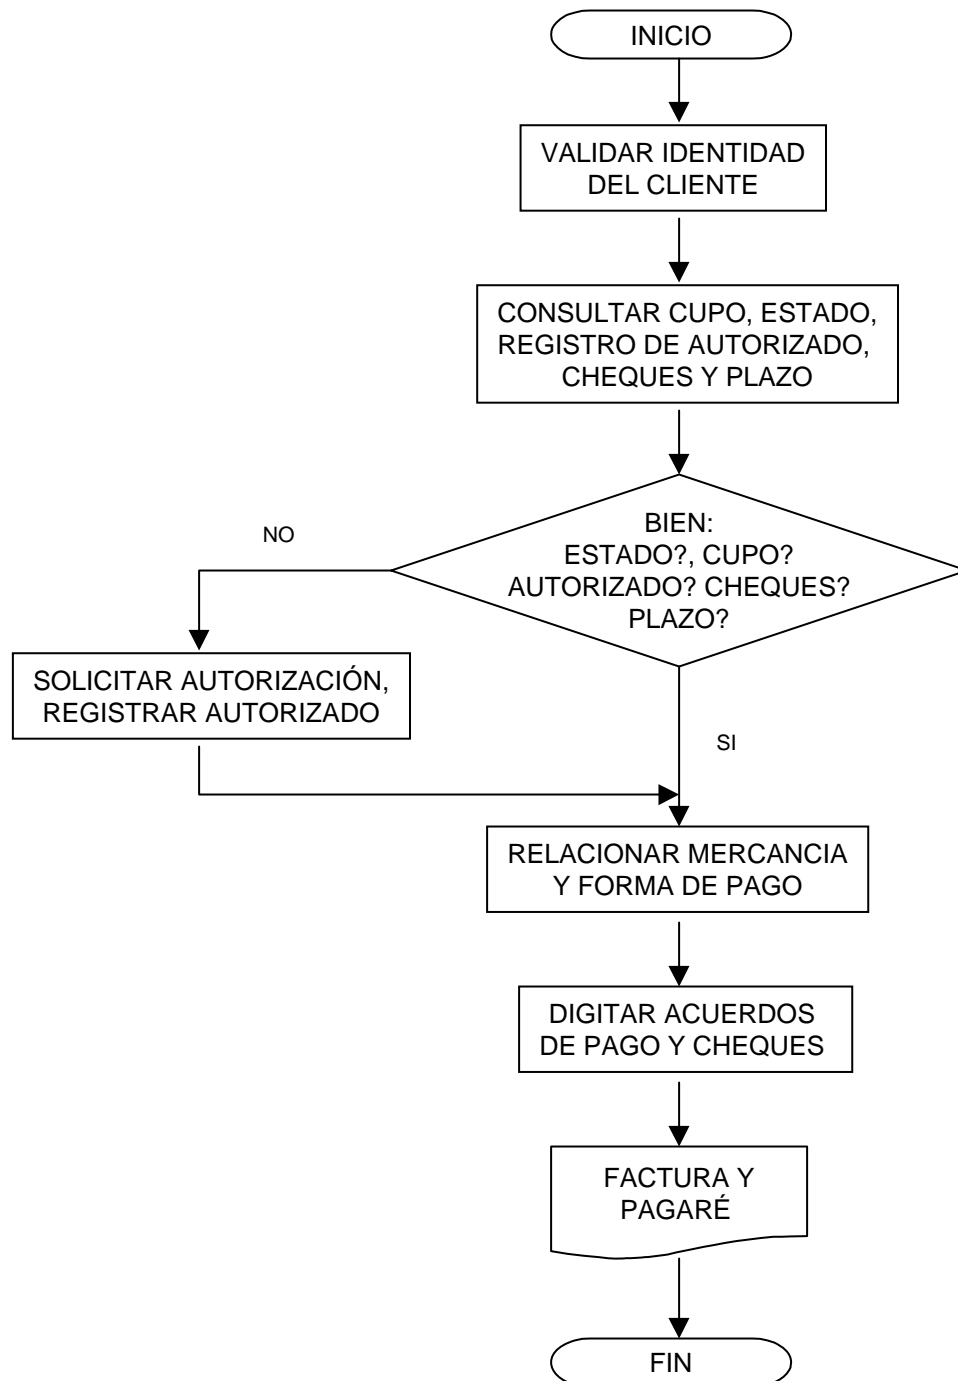 INICIO
VALIDAR IDENTIDAD
DEL CLIENTE
CONSULTAR CUPO, ESTADO,
REGISTRO DE AUTORIZADO,
CHEQUES Y PLAZO
BIEN:
ESTADO?, CUPO?
AUTORIZADO? CHEQUES?
PLAZO?
NO
SOLICITAR AUTORIZACIÓN,
REGISTRAR AUTORIZADO
SI
RELACIONAR MERCANCIA
Y FORMA DE PAGO
DIGITAR ACUERDOS
DE PAGO Y CHEQUES
FACTURA Y
PAGARÉ
FIN